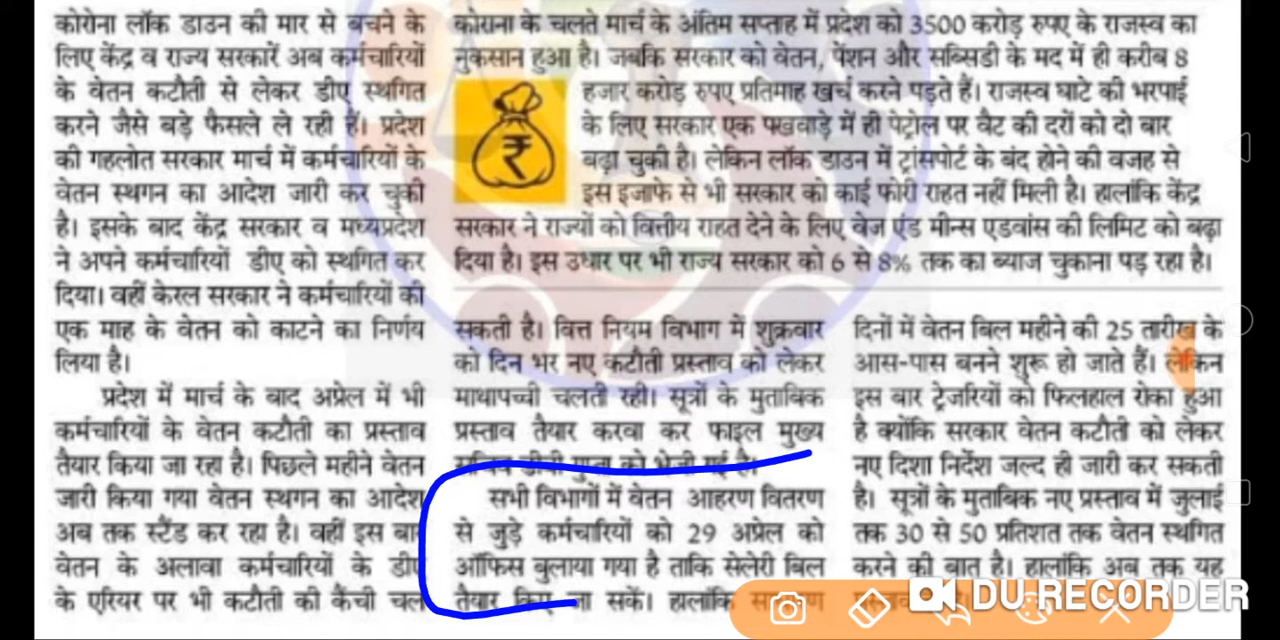 कोरोना लॉक डाउन की मार से बचने के
लिए केंद्र व राज्य सरकारें अब कर्मचारियों
के वेतन कटौती से लेकर डीए स्थगित
करने जैसे बड़े फैसले ले रही हैं। प्रदेश
की गहलोत सरकार मार्च में कर्मचारियों के
वेतन स्थगन का आदेश जारी कर चुकी
है। इसके बाद केंद्र सरकार व मध्यप्रदेश
ने अपने कर्मचारियों डीए को स्थगित कर
दिया। वहीं केरल सरकार ने कर्मचारियों की
एक माह के वेतन को काटने का निर्णय
लिया है।
प्रदेश में मार्च के बाद अप्रेल में भी
कर्मचारियों के वेतन कटौती का प्रस्ताव
तैयार किया जा रहा है। पिछले महीने वेतन
जारी किया गया वेतन स्थगन का आदेश
अब तक स्टैंड कर रहा है। वहीं इस बार
वेतन के अलावा कर्मचारियों के डीए
के एरियर पर भी कटौती की कैंची चल
कोराना के चलते मार्च के अंतिम सप्ताह में प्रदेश को 3500 करोड़ रुपए के राजस्व का
नुकसान हुआ है। जबकि सरकार को वेतन, पेंशन और सब्सिडी के मद में ही करीब 8
हजार करोड़ रुपए प्रतिमाह खर्च करने पड़ते हैं। राजस्व घाटे की भरपाई
के लिए सरकार एक पखवाड़े में ही पेट्रोल पर वैट की दरों को दो बार
बढ़ा चुकी है। लेकिन लॉक डाउन में ट्रांसपोर्ट के बंद होने की वजह से
इस इजाफे से भी सरकार को काई फोरी राहत नहीं मिली है। हालांकि केंद्र
सरकार ने राज्यों को वित्तीय राहत देने के लिए वेज एंड मीन्स एडवांस की लिमिट को बढ़ा
दिया है। इस उधार पर भी राज्य सरकार को 6 से 8% तक का ब्याज चुकाना पड़ रहा है।
सकती है। वित्त नियम विभाग में शुक्रवार
को दिन भर नए कटौती प्रस्ताव को लेकर
माथापच्ची चलती रही। सूत्रों के मुताबिक
प्रस्ताव तैयार करवा कर फाइल मुख्य
सचिव डीबी गुप्ता को भेजी गई है।
सभी विभागों में वेतन आहरण वितरण
से जुड़े कर्मचारियों को 29 अप्रेल को
ऑफिस बुलाया गया है ताकि सेलेरी बिल
तैयार किए जा सकें। हालांकि
दिनों में वेतन बिल महीने की 25 तारीख के
आस-पास बनने शुरू हो जाते हैं। लेकिन
इस बार ट्रेजरियों को फिलहाल रोका हुआ
है क्योंकि सरकार वेतन कटौती को लेकर
नए दिशा निर्देश जल्द ही जारी कर सकती
है। सूत्रों के मुताबिक नए प्रस्ताव में जुलाई
तक 30 से 50 प्रतिशत तक वेतन स्थगित
करने की बात है। हालांकि अब तक यह
DU RECORDER